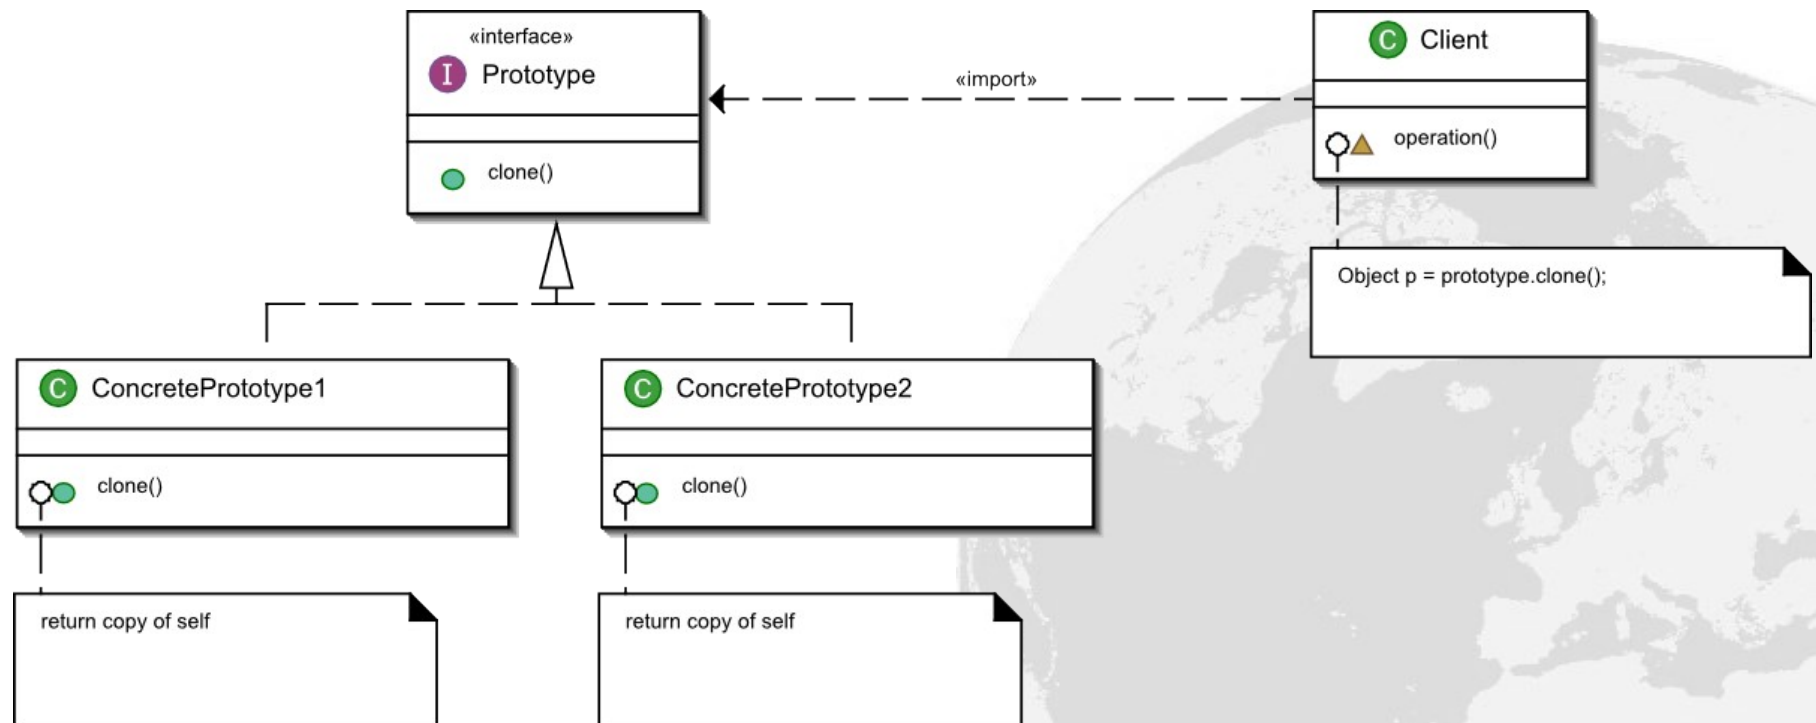 «interface»
I Prototype
clone()
«import»
C Client
operation()
Object p = prototype.clone();
C ConcretePrototype1
clone()
return copy of self
C ConcretePrototype2
clone()
return copy of self